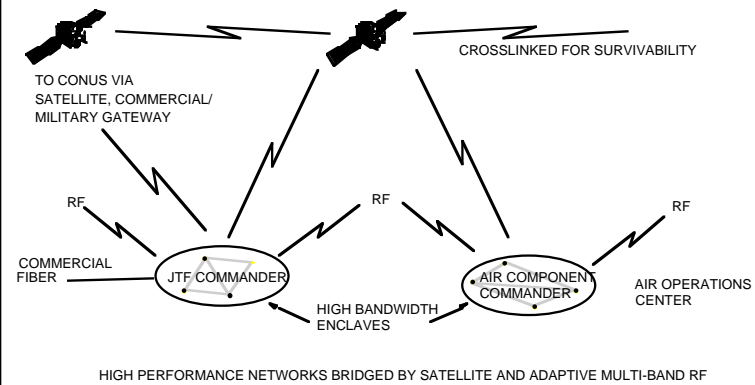 CROSSLINKED FOR SURVIVABILITY
TO CONUS VIA
SATELLITE, COMMERCIAL/
MILITARY GATEWAY
RF
RF
RF
COMMERCIAL
FIBER
JTF COMMANDER
AIR COMPONENT
COMMANDER
AIR OPERATIONS
CENTER
HIGH BANDWIDTH
ENCLAVES
HIGH PERFORMANCE NETWORKS BRIDGED BY SATELLITE AND ADAPTIVE MULTI-BAND RF